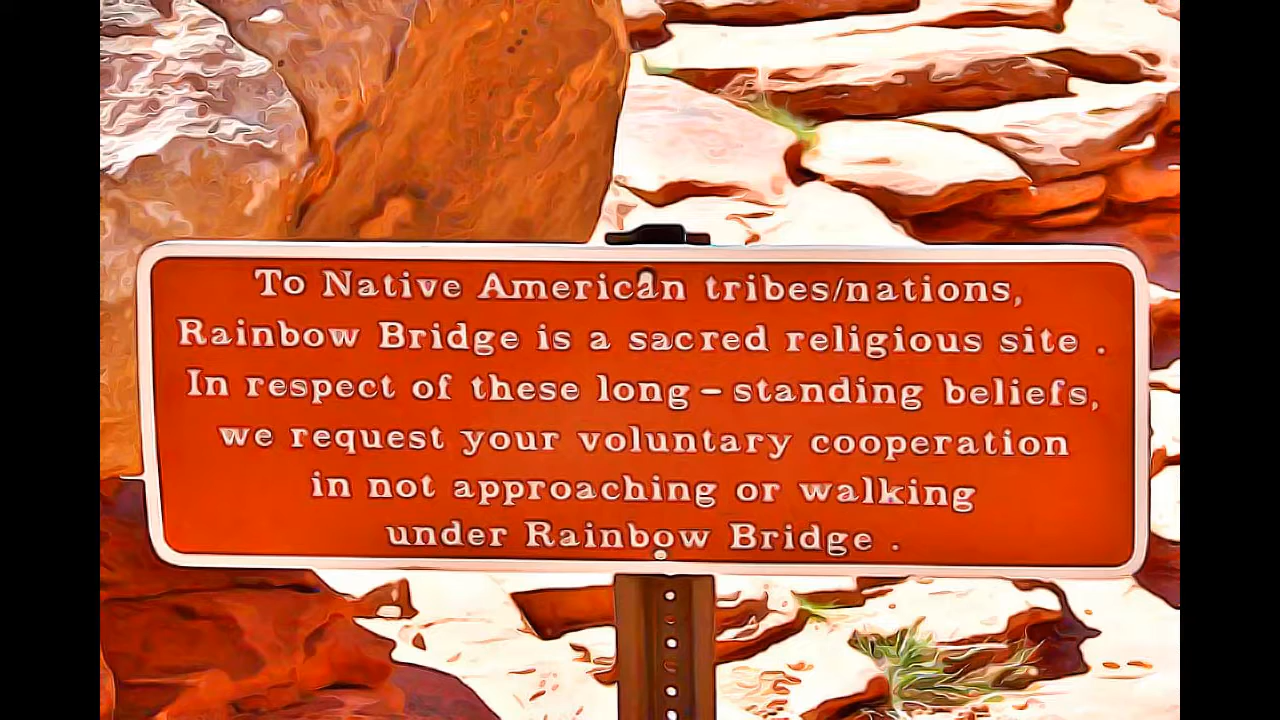 To Native American tribes/nations,
Rainbow Bridge is a sacred religious site .
In respect of these long-standing beliefs,
we request your voluntary cooperation
in not approaching or walking
under Rainbow Bridge .